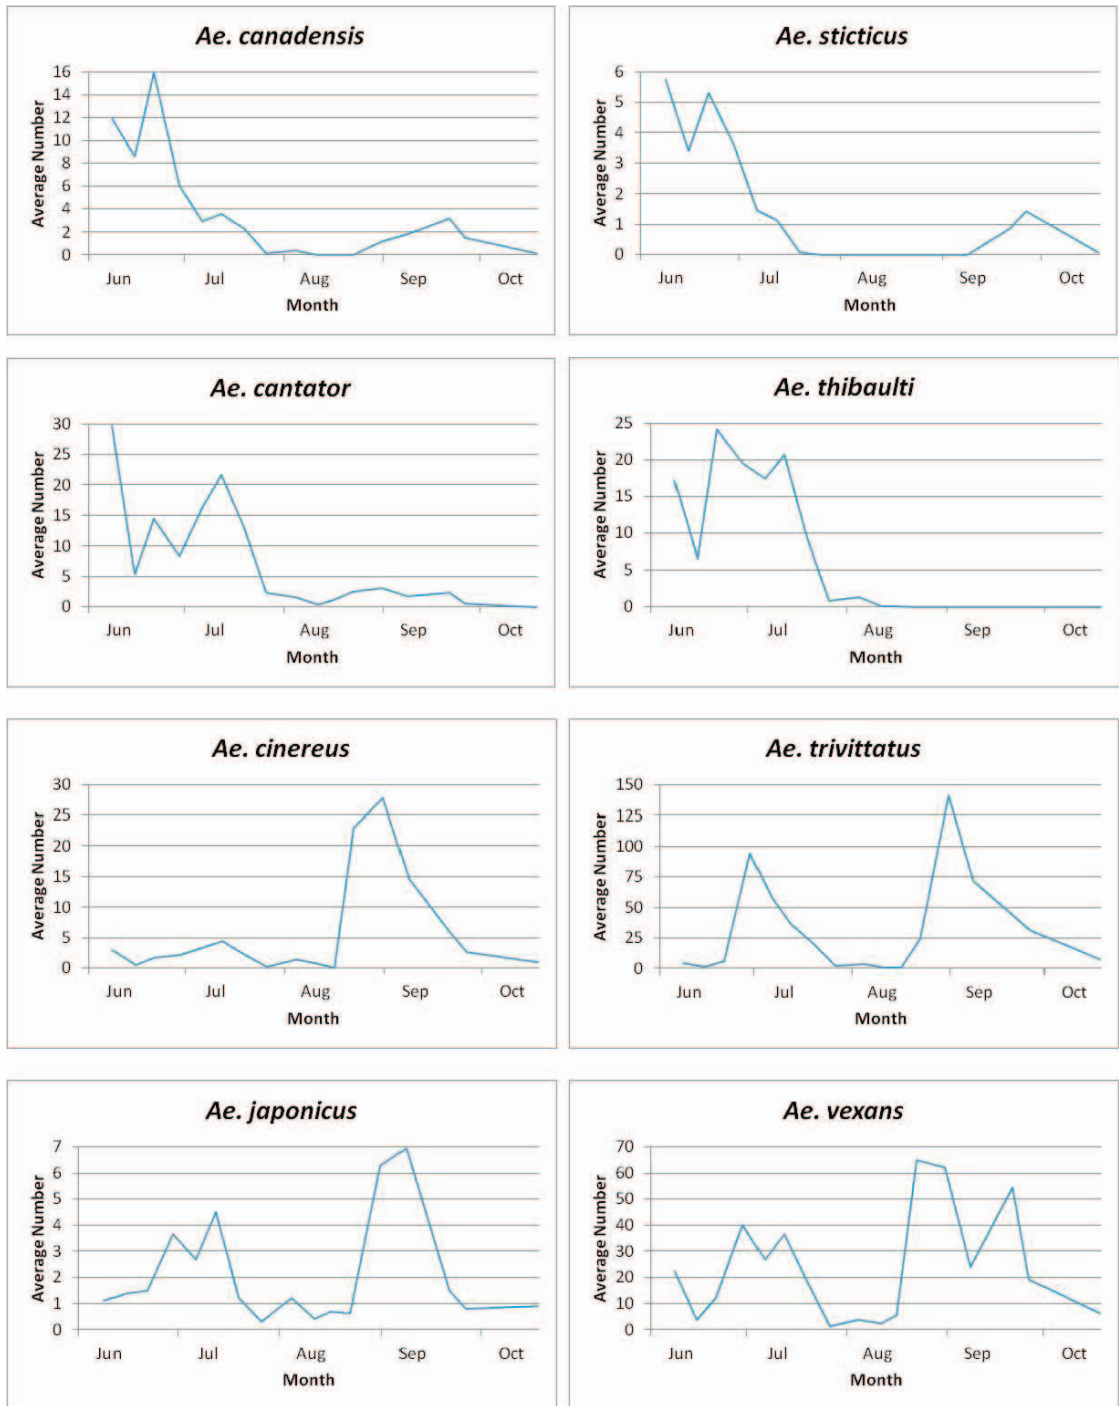 Ae. canadensis
Average Number
16
14
12
10
8
6
4
2
0
Jun Jul Aug Sep Oct
Month
Ae. sticticus
Average Number
6
5
4
3
2
1
0
Jun Jul Aug Sep Oct
Month
Ae. cantator
Average Number
30
25
20
15
10
5
0
Jun Jul Aug Sep Oct
Month
Ae. thibaulti
Average Number
25
20
15
10
5
0
Jun Jul Aug Sep Oct
Month
Ae. cinereus
Average Number
30
25
20
15
10
5
0
Jun Jul Aug Sep Oct
Month
Ae. trivittatus
Average Number
150
125
100
75
50
25
0
Jun Jul Aug Sep Oct
Month
Ae. japonicus
Average Number
7
6
5
4
3
2
1
0
Jun Jul Aug Sep Oct
Month
Ae. vexans
Average Number
70
60
50
40
30
20
10
0
Jun Jul Aug Sep Oct
Month